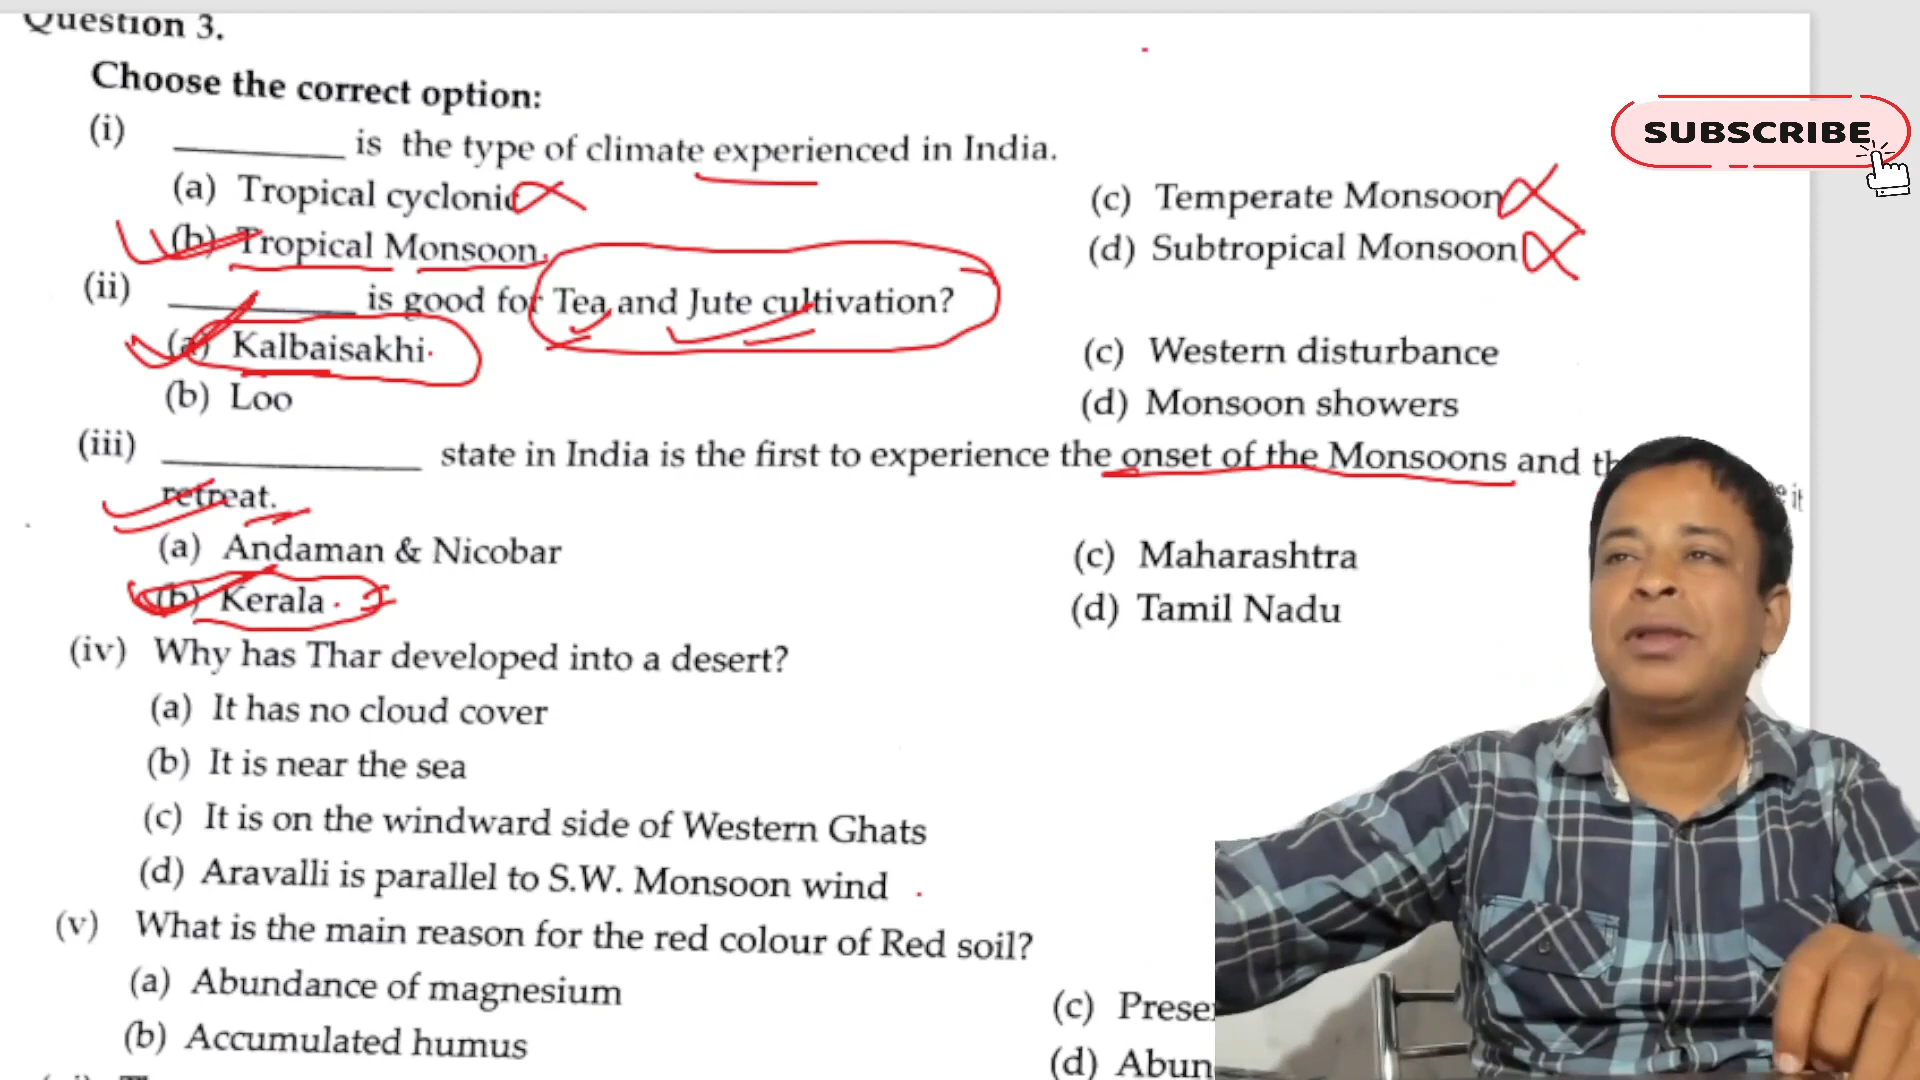 Question 3.
Choose the correct option:
SUBSCRIBE
(i) ________ is the type of climate experienced in India.
(a) Tropical cyclonic (c) Temperate Monsoon
(b) Tropical Monsoon. (d) Subtropical Monsoon
(ii) ________ is good for Tea and Jute cultivation?
(a) Kalbaisakhi (c) Western disturbance
(b) Loo (d) Monsoon showers
(iii) ________ state in India is the first to experience the onset of the Monsoons and
retreat.
(a) Andaman & Nicobar (c) Maharashtra
(b) Kerala (d) Tamil Nadu
(iv) Why has Thar developed into a desert?
(a) It has no cloud cover
(b) It is near the sea
(c) It is on the windward side of Western Ghats
(d) Aravalli is parallel to S.W. Monsoon wind
(v) What is the main reason for the red colour of Red soil?
(a) Abundance of magnesium (c)
(b) Accumulated humus (d)